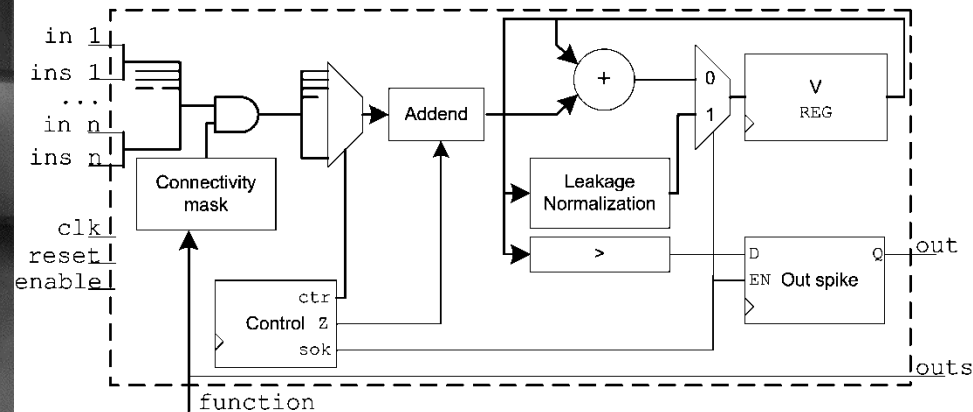 in 1
ins 1
...
in n
ins n
clk
reset
enable
Connectivity
mask
Control
ctr
Z
sok
Addend
+
0
1
V
REG
Leakage
Normalization
>
D
EN
Q
Out spike
out
outs
function